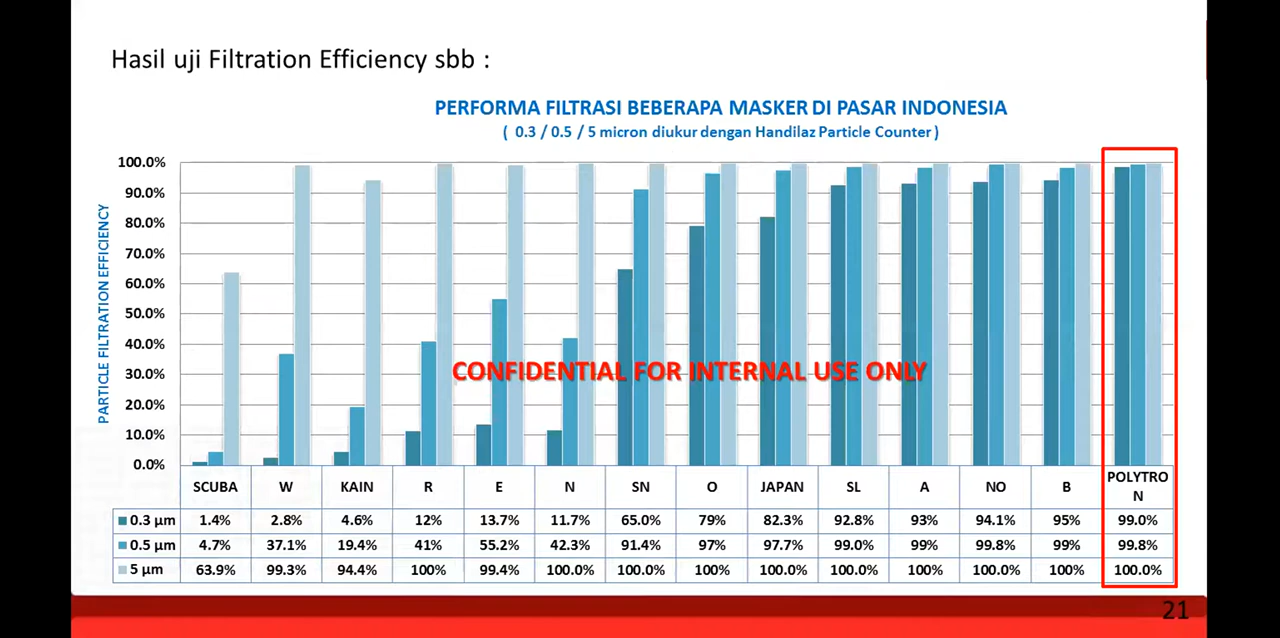 Hasil uji Filtration Efficiency sbb :
PERFORMA FILTRASI BEBERAPA MASKER DI PASAR INDONESIA
( 0.3 / 0.5 / 5 micron diukur dengan Handilaz Particle Counter )
PARTICLE FILTRATION EFFICIENCY
100.0%
90.0%
80.0%
70.0%
60.0%
50.0%
40.0%
30.0%
20.0%
10.0%
0.0%
CONFIDENTIAL FOR INTERNAL USE ONLY
SCUBA W KAIN R E N SN O JAPAN SL A NO B POLYTRO
N
0.3 µm 1.4% 2.8% 4.6% 12% 13.7% 11.7% 65.0% 79% 82.3% 92.8% 93% 94.1% 95% 99.0%
0.5 µm 4.7% 37.1% 19.4% 41% 55.2% 42.3% 91.4% 97% 97.7% 99.0% 99% 99.8% 99% 99.8%
5 µm 63.9% 99.3% 94.4% 100% 99.4% 100.0% 100.0% 100% 100.0% 100.0% 100% 100.0% 100% 100.0%
21